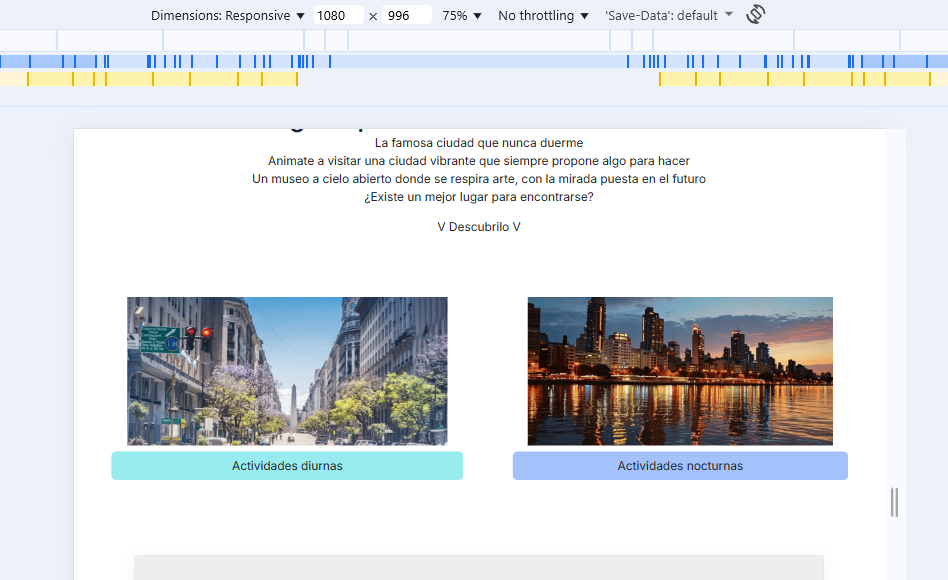 Dimensions: Responsive ▼ 1080 × 996 75% ▼ No throttling ▼ 'Save-Data': default ▼
La famosa ciudad que nunca duerme
Animate a visitar una ciudad vibrante que siempre propone algo para hacer
Un museo a cielo abierto donde se respira arte, con la mirada puesta en el futuro
¿Existe un mejor lugar para encontrarse?
V Descubrilo V
Actividades diurnas
Actividades nocturnas